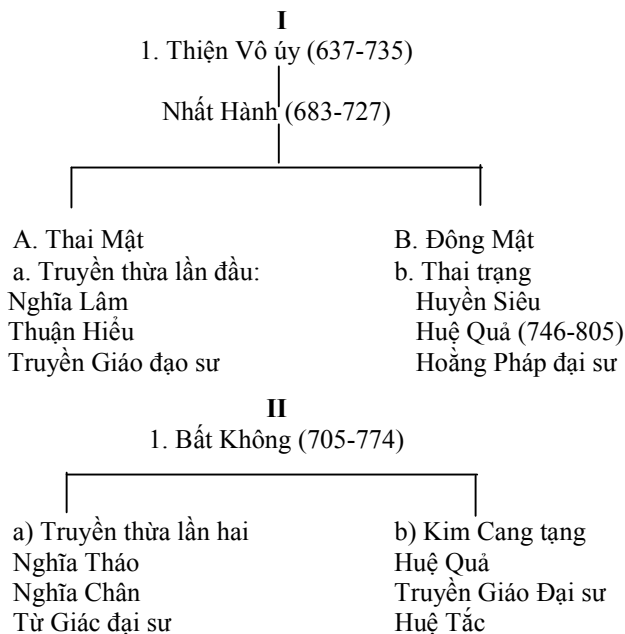 I
1. Thiện Vô úy (637-735)
Nhất Hành (683-727)
A. Thai Mật
a. Truyền thừa lần đầu:
Nghĩa Lâm
Thuận Hiểu
Truyền Giáo đạo sư
B. Đông Mật
b. Thai trạng
Huyền Siêu
Huệ Quả (746-805)
Hoằng Pháp đại sư
II
1. Bất Không (705-774)
a) Truyền thừa lần hai
Nghĩa Tháo
Nghĩa Chân
Từ Giác đại sư
b) Kim Cang tạng
Huệ Quả
Truyền Giáo Đại sư
Huệ Tắc